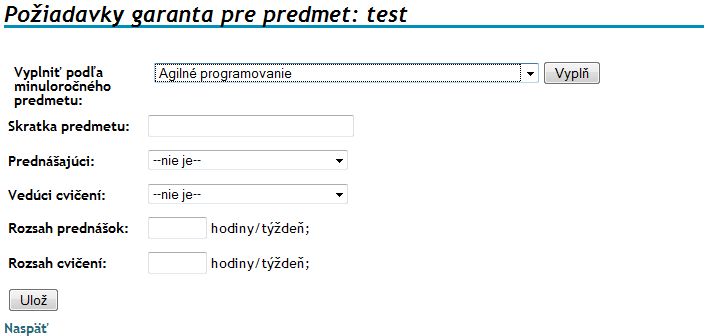 Požiadavky garanta pre predmet: test
Vyplniť podľa minuloročného predmetu: Agilné programovanie Vyplň
Skratka predmetu:
Prednášajúci: --nie je--
Vedúci cvičení: --nie je--
Rozsah prednášok: hodiny/týždeň;
Rozsah cvičení: hodiny/týždeň;
Ulož
Naspäť